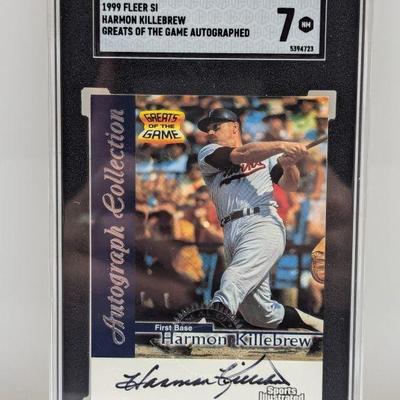 1999 FLEER SI
HARMON KILLEBREW
GREATS OF THE GAME AUTOGRAPHED
7
NM
5394723
GREATS
OF THE
GAME
Autograph Collection
First Base
Harmon Killebrew
Harmon Killebrew
Sports Illustrated